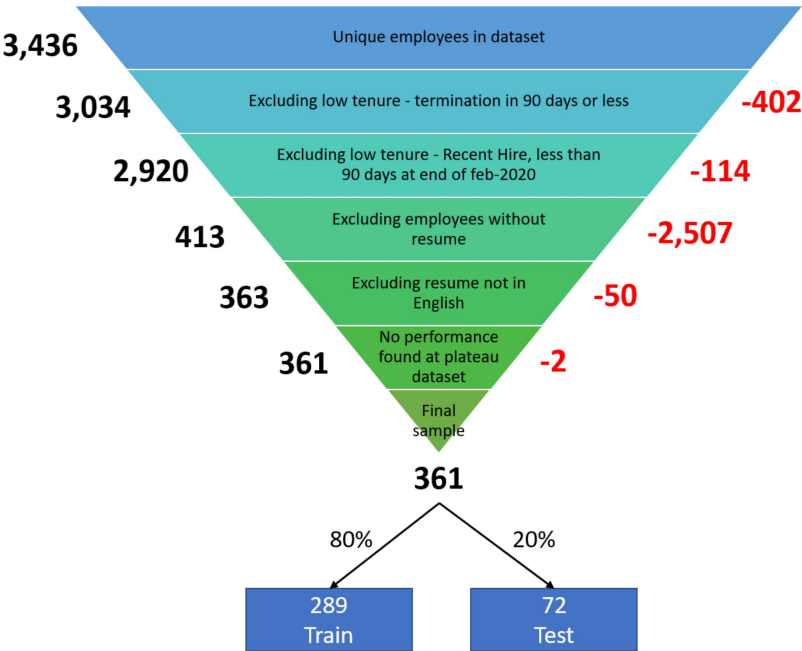 3,436
Unique employees in dataset
3,034
Excluding low tenure - termination in 90 days or less
-402
2,920
Excluding low tenure - Recent Hire, less than
90 days at end of feb-2020
-114
413
Excluding employees without
resume
-2,507
363
Excluding resume not in
English
-50
361
No performance
found at plateau
dataset
-2
Final
sample
361
80%
20%
289
Train
72
Test